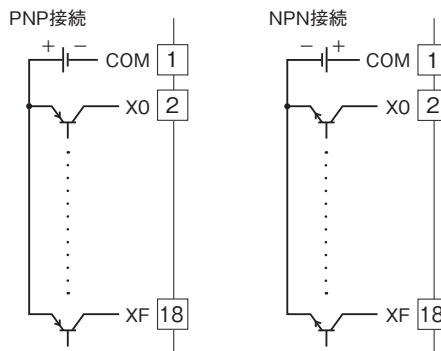 PNP接続
+ − COM 1
X0 2
XF 18
NPN接続
− + COM 1
X0 2
XF 18